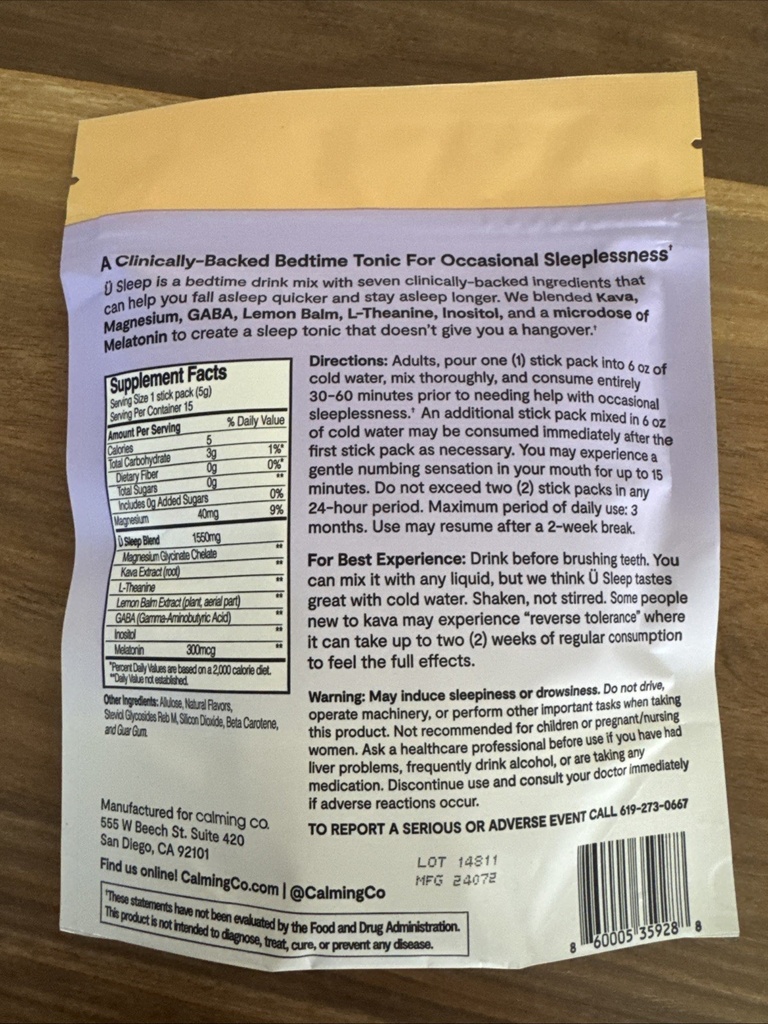 A Clinically-Backed Bedtime Tonic For Occasional Sleeplessness†
Ü Sleep is a bedtime drink mix with seven clinically-backed ingredients that
can help you fall asleep quicker and stay asleep longer. We blended Kava,
Magnesium, GABA, Lemon Balm, L-Theanine, Inositol, and a microdose of
Melatonin to create a sleep tonic that doesn't give you a hangover.†
Supplement Facts
Serving Size 1 stick pack (5g)
Serving Per Container 15
Amount Per Serving % Daily Value
Calories 5
Total Carbohydrate 3g 1%*
Dietary Fiber 0g 0%*
Total Sugars 0g **
Includes 0g Added Sugars 0%
Magnesium 40mg 9%
Ü Sleep Blend 1550mg
Magnesium Glycinate Chelate **
Kava Extract (root) **
L-Theanine **
Lemon Balm Extract (plant, aerial part) **
GABA (Gamma-Aminobutyric Acid) **
Inositol **
Melatonin 300mcg **
*Percent Daily Values are based on a 2,000 calorie diet.
**Daily Value not established.
Other Ingredients: Allulose, Natural Flavors,
Steviol Glycosides Reb M, Silicon Dioxide, Beta Carotene,
and Guar Gum.
Manufactured for calming co.
555 W Beech St. Suite 420
San Diego, CA 92101
Find us online! CalmingCo.com | @CalmingCo
†These statements have not been evaluated by the Food and Drug Administration.
This product is not intended to diagnose, treat, cure, or prevent any disease.
Directions: Adults, pour one (1) stick pack into 6 oz of
cold water, mix thoroughly, and consume entirely
30-60 minutes prior to needing help with occasional
sleeplessness.† An additional stick pack mixed in 6 oz
of cold water may be consumed immediately after the
first stick pack as necessary. You may experience a
gentle numbing sensation in your mouth for up to 15
minutes. Do not exceed two (2) stick packs in any
24-hour period. Maximum period of daily use: 3
months. Use may resume after a 2-week break.
For Best Experience: Drink before brushing teeth. You
can mix it with any liquid, but we think Ü Sleep tastes
great with cold water. Shaken, not stirred. Some people
new to kava may experience "reverse tolerance" where
it can take up to two (2) weeks of regular consumption
to feel the full effects.
Warning: May induce sleepiness or drowsiness. Do not drive,
operate machinery, or perform other important tasks when taking
this product. Not recommended for children or pregnant/nursing
women. Ask a healthcare professional before use if you have had
liver problems, frequently drink alcohol, or are taking any
medication. Discontinue use and consult your doctor immediately
if adverse reactions occur.
TO REPORT A SERIOUS OR ADVERSE EVENT CALL 619-273-0667
LOT 14811
MFG 24072
8 60005 35928 8